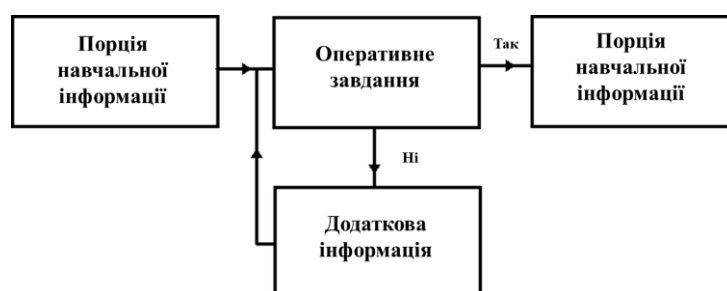 Порція
навчальної
інформації
Оперативне
завдання
Так
Порція
навчальної
інформації
Ні
Додаткова
інформація